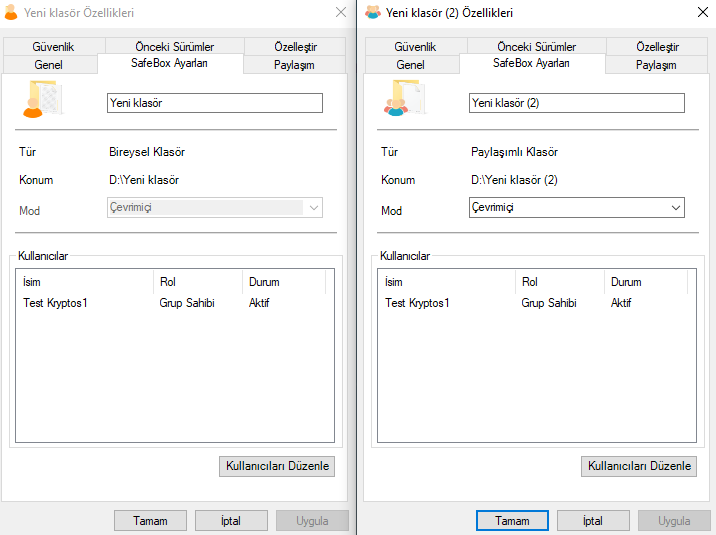 Yeni klasör Özellikleri
Güvenlik Önceki Sürümler Özelleştir
Genel SafeBox Ayarları Paylaşım
Yeni klasör
Tür Bireysel Klasör
Konum D:\Yeni klasör
Mod Çevrimiçi
Kullanıcılar
İsim Rol Durum
Test Kryptos1 Grup Sahibi Aktif
Kullanıcıları Düzenle
Tamam İptal Uygula
Yeni klasör (2) Özellikleri
Güvenlik Önceki Sürümler Özelleştir
Genel SafeBox Ayarları Paylaşım
Yeni klasör (2)
Tür Paylaşımlı Klasör
Konum D:\Yeni klasör (2)
Mod Çevrimiçi
Kullanıcılar
İsim Rol Durum
Test Kryptos1 Grup Sahibi Aktif
Kullanıcıları Düzenle
Tamam İptal Uygula